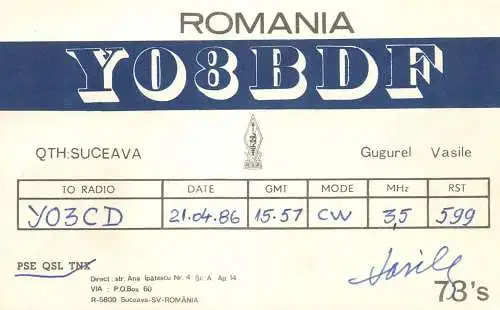 ROMANIA
YO8BDF
QTH:SUCEAVA
Gugurel Vasile
TO RADIO DATE GMT MODE MHz RST
YO3CD 21.04.86 15.57 CW 3,5 599
PSE QSL TNX
Direct: str. Ana Ipătescu Nr. 4 Sc. A Ap. 14
VIA : P.O.Box 60
R-5800 Suceava-SV-ROMÂNIA
Vasile
73's